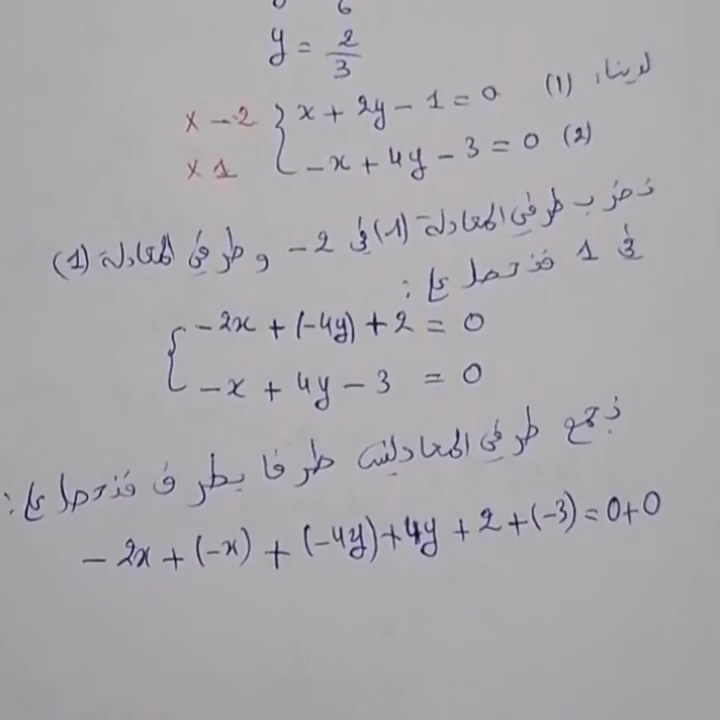 6
y = 2/3
لدينا:
× -2 { x + 2y - 1 = 0 (1)
× 1 { -x + 4y - 3 = 0 (2)
نضرب طرفي المعادلة (1) في -2 و طرفي المعادلة (1)
في 1 فنحصل على:
{ -2x + (-4y) + 2 = 0
{ -x + 4y - 3 = 0
نجمع طرفي المعادلتين طرفا بطرف فنحصل على:
-2x + (-x) + (-4y) + 4y + 2 + (-3) = 0+0